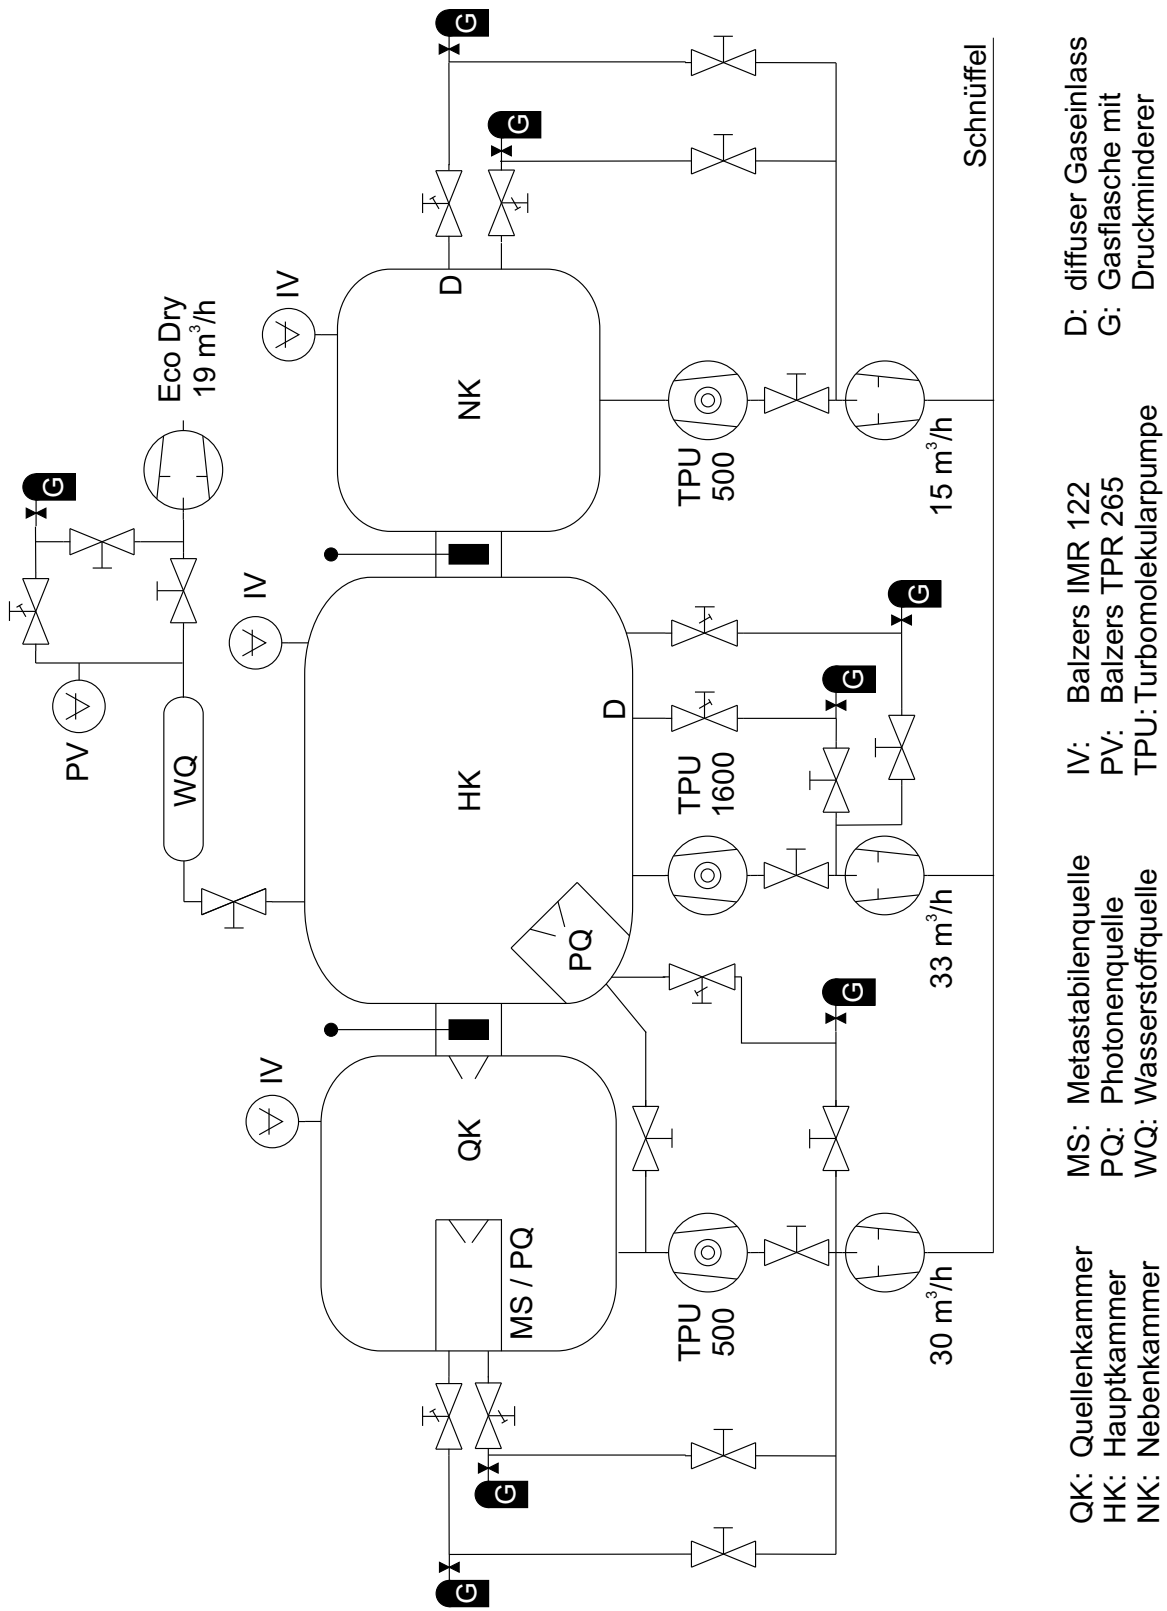 G
PV
Eco Dry
19 m³/h
WQ
IV
IV
IV
G
G
D
G
G
QK
HK
NK
MS / PQ
PQ
D
TPU
500
TPU
1600
TPU
500
G
G
G
30 m³/h
33 m³/h
15 m³/h
Schnüffel
QK: Quellenkammer
HK: Hauptkammer
NK: Nebenkammer
MS: Metastabilenquelle
PQ: Photonenquelle
WQ: Wasserstoffquelle
IV: Balzers IMR 122
PV: Balzers TPR 265
TPU: Turbomolekularpumpe
D: diffuser Gaseinlass
G: Gasflasche mit
Druckminderer